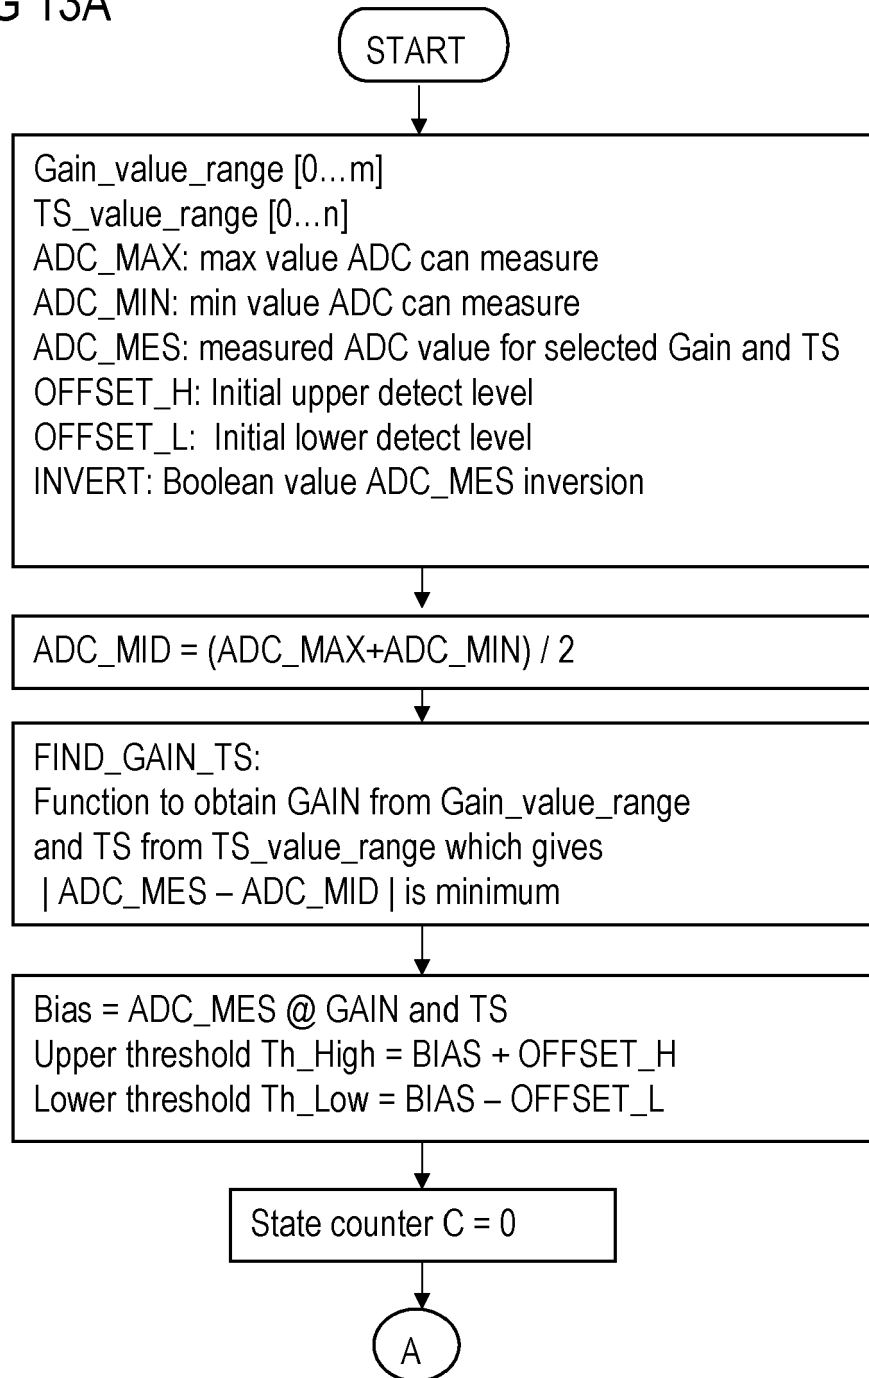 G 13A
START
Gain_value_range [0...m]
TS_value_range [0...n]
ADC_MAX: max value ADC can measure
ADC_MIN: min value ADC can measure
ADC_MES: measured ADC value for selected Gain and TS
OFFSET_H: Initial upper detect level
OFFSET_L:  Initial lower detect level
INVERT: Boolean value ADC_MES inversion
ADC_MID = (ADC_MAX+ADC_MIN) / 2
FIND_GAIN_TS:
Function to obtain GAIN from Gain_value_range
and TS from TS_value_range which gives
| ADC_MES – ADC_MID | is minimum
Bias = ADC_MES @ GAIN and TS
Upper threshold Th_High = BIAS + OFFSET_H
Lower threshold Th_Low = BIAS – OFFSET_L
State counter C = 0
A